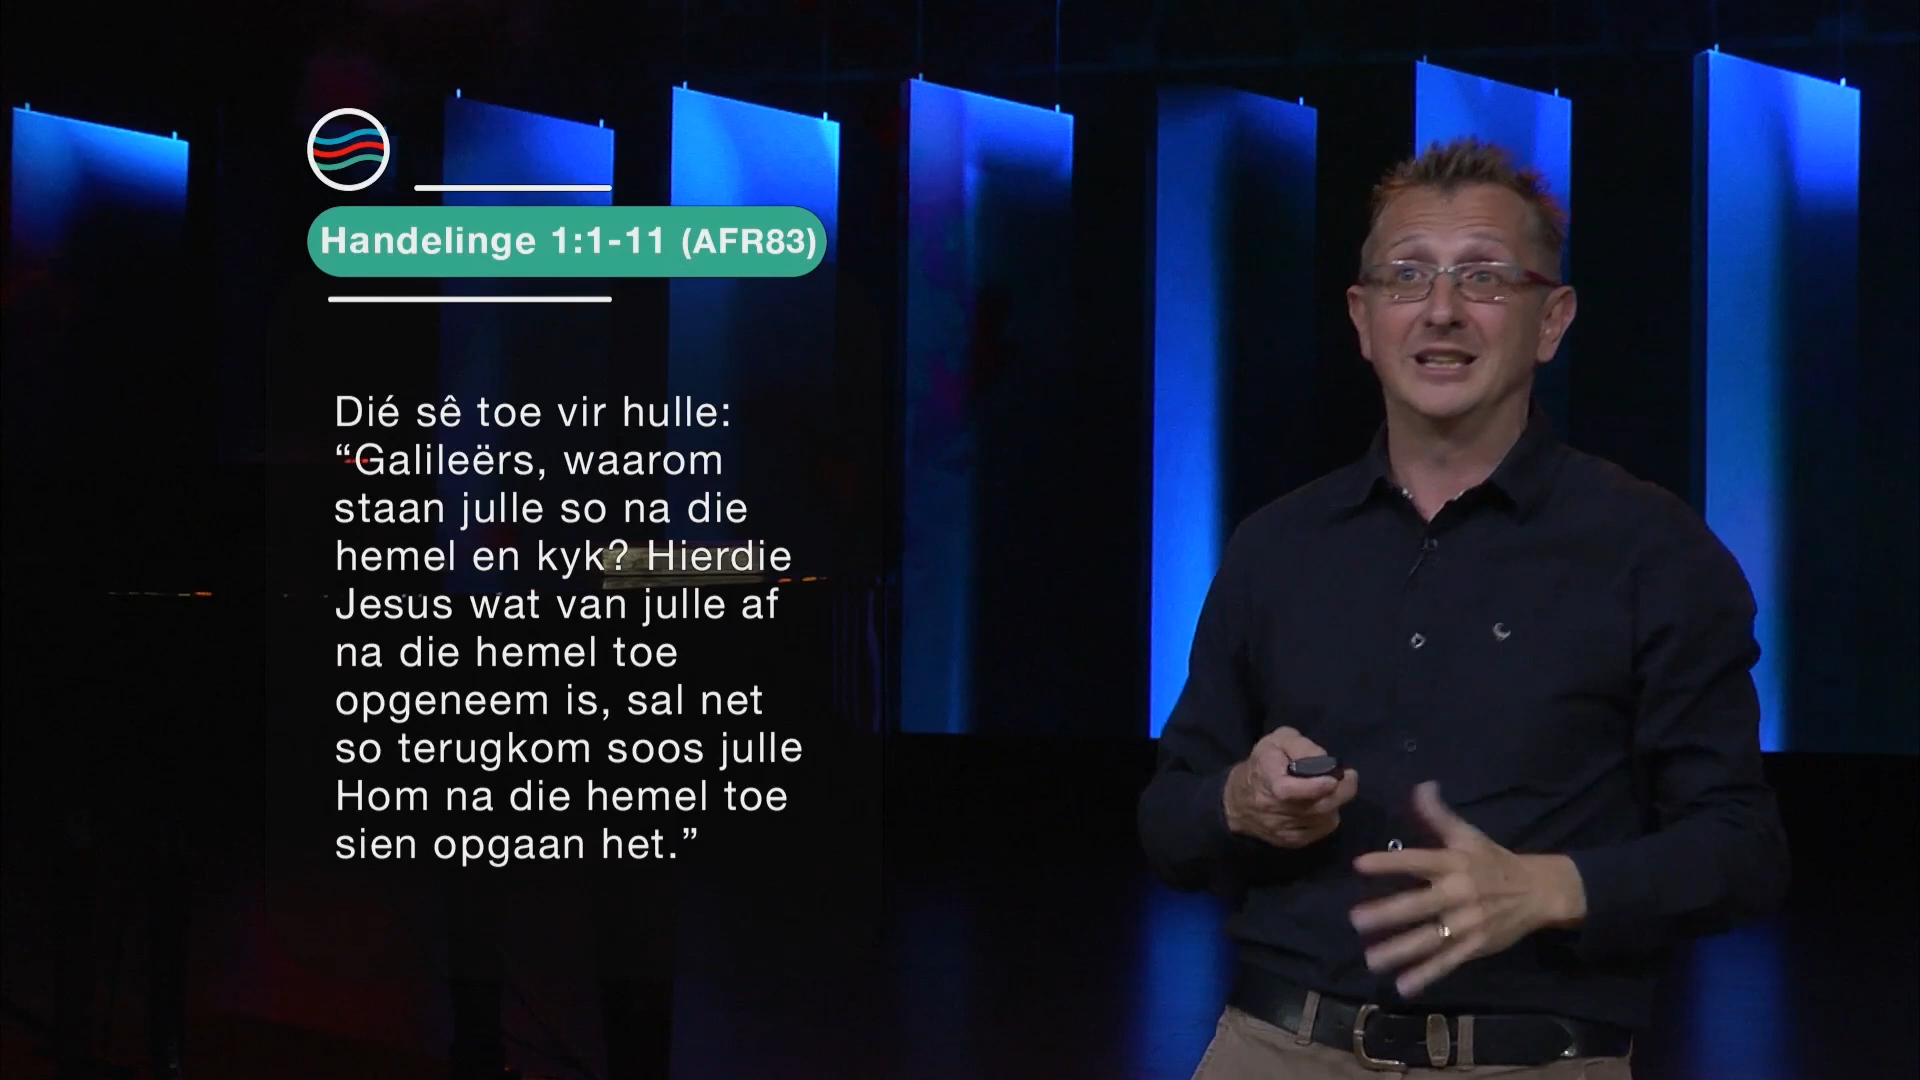 Handelinge 1:1-11 (AFR83)
Dié sê toe vir hulle:
“Galileërs, waarom
staan julle so na die
hemel en kyk? Hierdie
Jesus wat van julle af
na die hemel toe
opgeneem is, sal net
so terugkom soos julle
Hom na die hemel toe
sien opgaan het.”